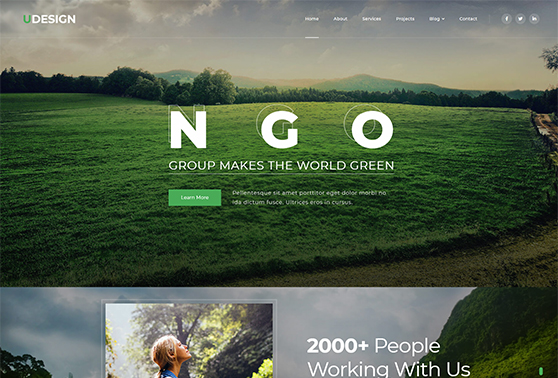 UDESIGN
Home About Services Projects Blog Contact
NGO
GROUP MAKES THE WORLD GREEN
Learn More
Pellentesque sit amet porttitor eget dolor morbi no
ida dictum fusce. Ultrices eros in cursus.
2000+ People
Working With Us